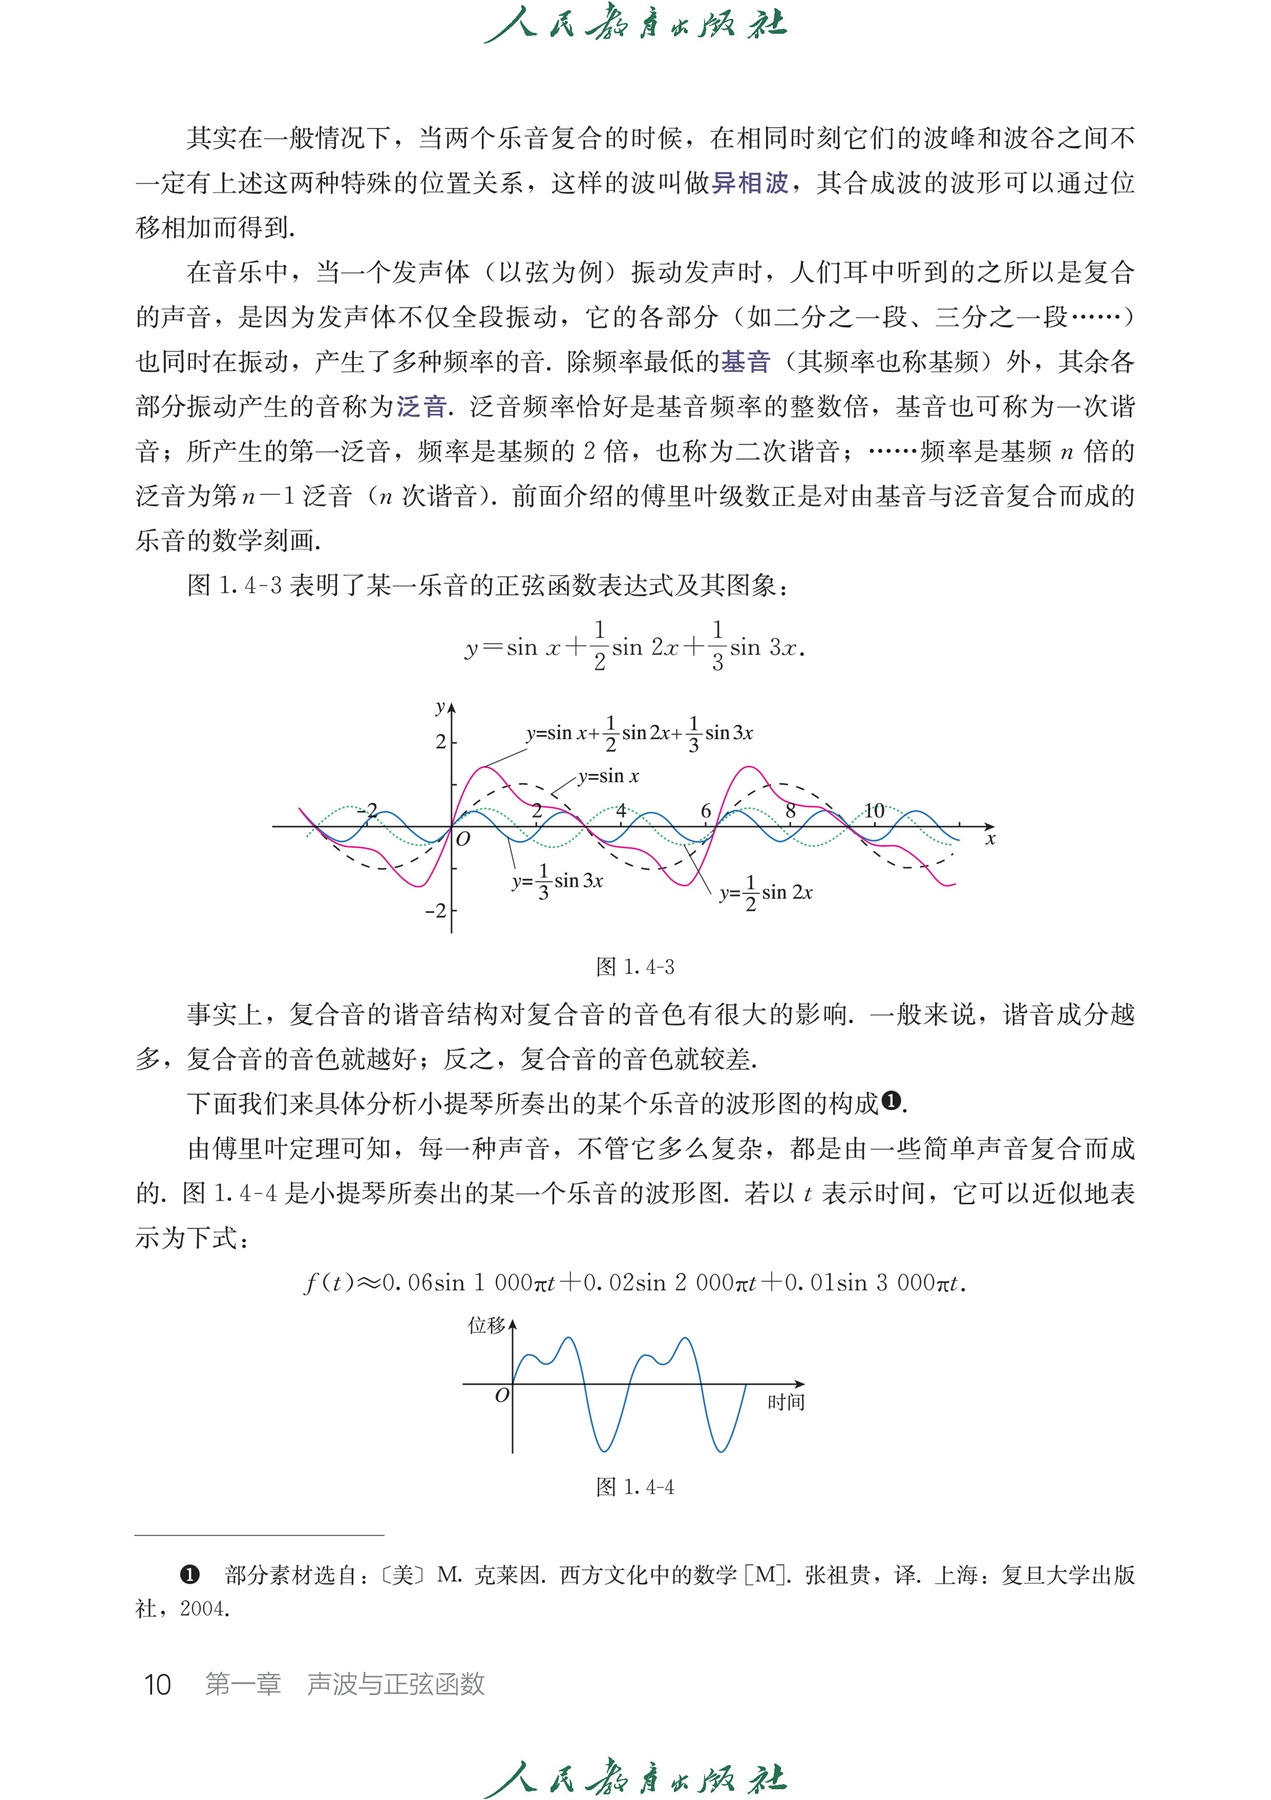 人民教育出版社
其实在一般情况下，当两个乐音复合的时候，在相同时刻它们的波峰和波谷之间不
一定有上述这两种特殊的位置关系，这样的波叫做异相波，其合成波的波形可以通过位
移相加而得到.
在音乐中，当一个发声体（以弦为例）振动发声时，人们耳中听到的之所以是复合
的声音，是因为发声体不仅全段振动，它的各部分（如二分之一段、三分之一段……）
也同时在振动，产生了多种频率的音. 除频率最低的基音（其频率也称基频）外，其余各
部分振动产生的音称为泛音. 泛音频率恰好是基音频率的整数倍，基音也可称为一次谐
音；所产生的第一泛音，频率是基频的 2 倍，也称为二次谐音；……频率是基频 n 倍的
泛音为第 n－1 泛音（n 次谐音）. 前面介绍的傅里叶级数正是对由基音与泛音复合而成的
乐音的数学刻画.
图 1.4-3 表明了某一乐音的正弦函数表达式及其图象：
y＝sin x＋1/2 sin 2x＋1/3 sin 3x.
y
y=sin x+1/2 sin 2x+1/3 sin 3x
2
y=sin x
-2 2 4 6 8 10
O x
y=1/3 sin 3x
y=1/2 sin 2x
-2
图 1.4-3
事实上，复合音的谐音结构对复合音的音色有很大的影响. 一般来说，谐音成分越
多，复合音的音色就越好；反之，复合音的音色就较差.
下面我们来具体分析小提琴所奏出的某个乐音的波形图的构成❶.
由傅里叶定理可知，每一种声音，不管它多么复杂，都是由一些简单声音复合而成
的. 图 1.4-4 是小提琴所奏出的某一个乐音的波形图. 若以 t 表示时间，它可以近似地表
示为下式：
f(t)≈0.06sin 1 000πt＋0.02sin 2 000πt＋0.01sin 3 000πt.
位移
O
时间
图 1.4-4
❶ 部分素材选自：〔美〕M. 克莱因. 西方文化中的数学［M］. 张祖贵，译. 上海：复旦大学出版
社，2004.
10 第一章 声波与正弦函数
人民教育出版社